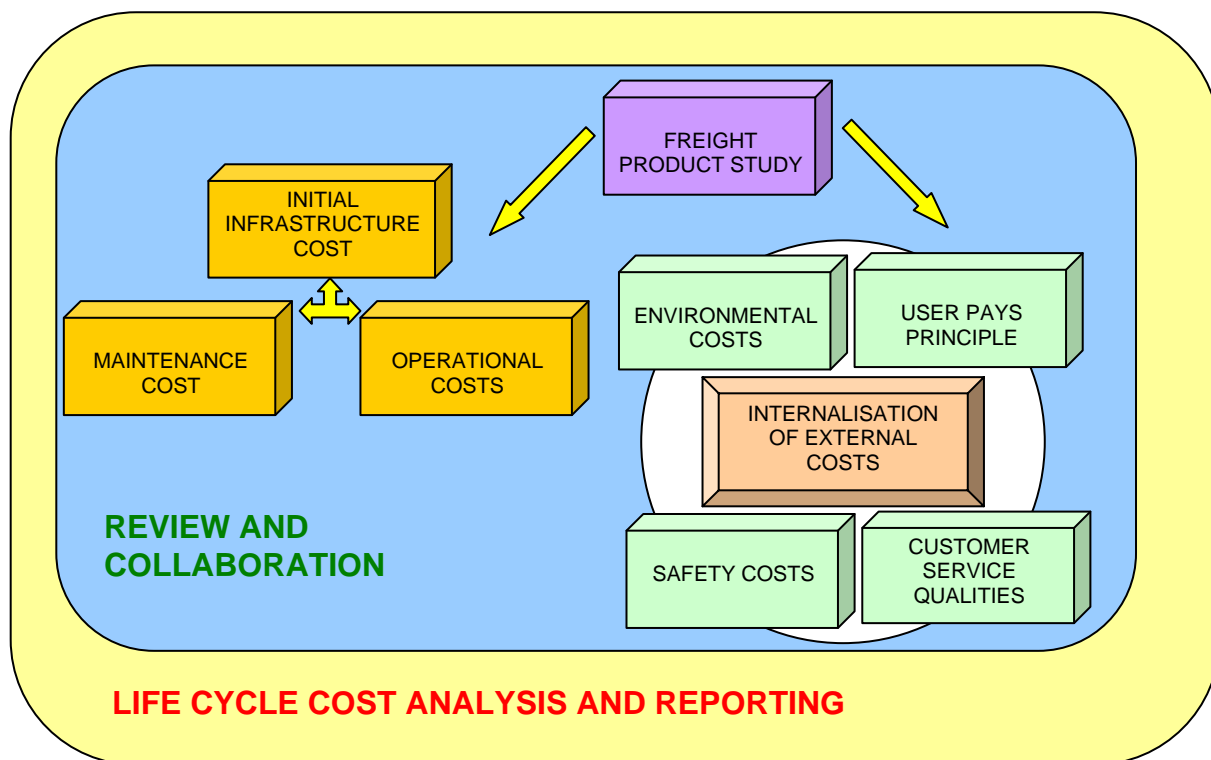 FREIGHT
PRODUCT STUDY
INITIAL
INFRASTRUCTURE
COST
MAINTENANCE
COST
OPERATIONAL
COSTS
ENVIRONMENTAL
COSTS
USER PAYS
PRINCIPLE
INTERNALISATION
OF EXTERNAL
COSTS
SAFETY COSTS
CUSTOMER
SERVICE
QUALITIES
REVIEW AND
COLLABORATION
LIFE CYCLE COST ANALYSIS AND REPORTING